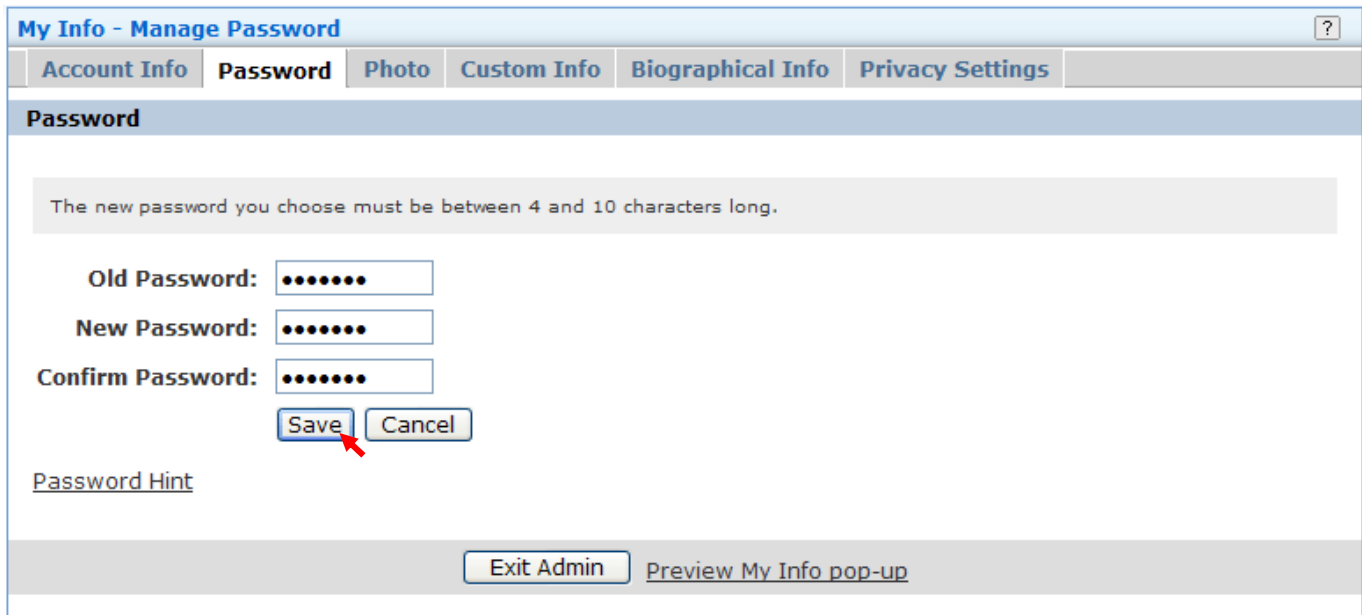 My Info - Manage Password ?
Account Info Password Photo Custom Info Biographical Info Privacy Settings
Password
The new password you choose must be between 4 and 10 characters long.
Old Password: •••••••
New Password: •••••••
Confirm Password: •••••••
Save Cancel
Password Hint
Exit Admin Preview My Info pop-up